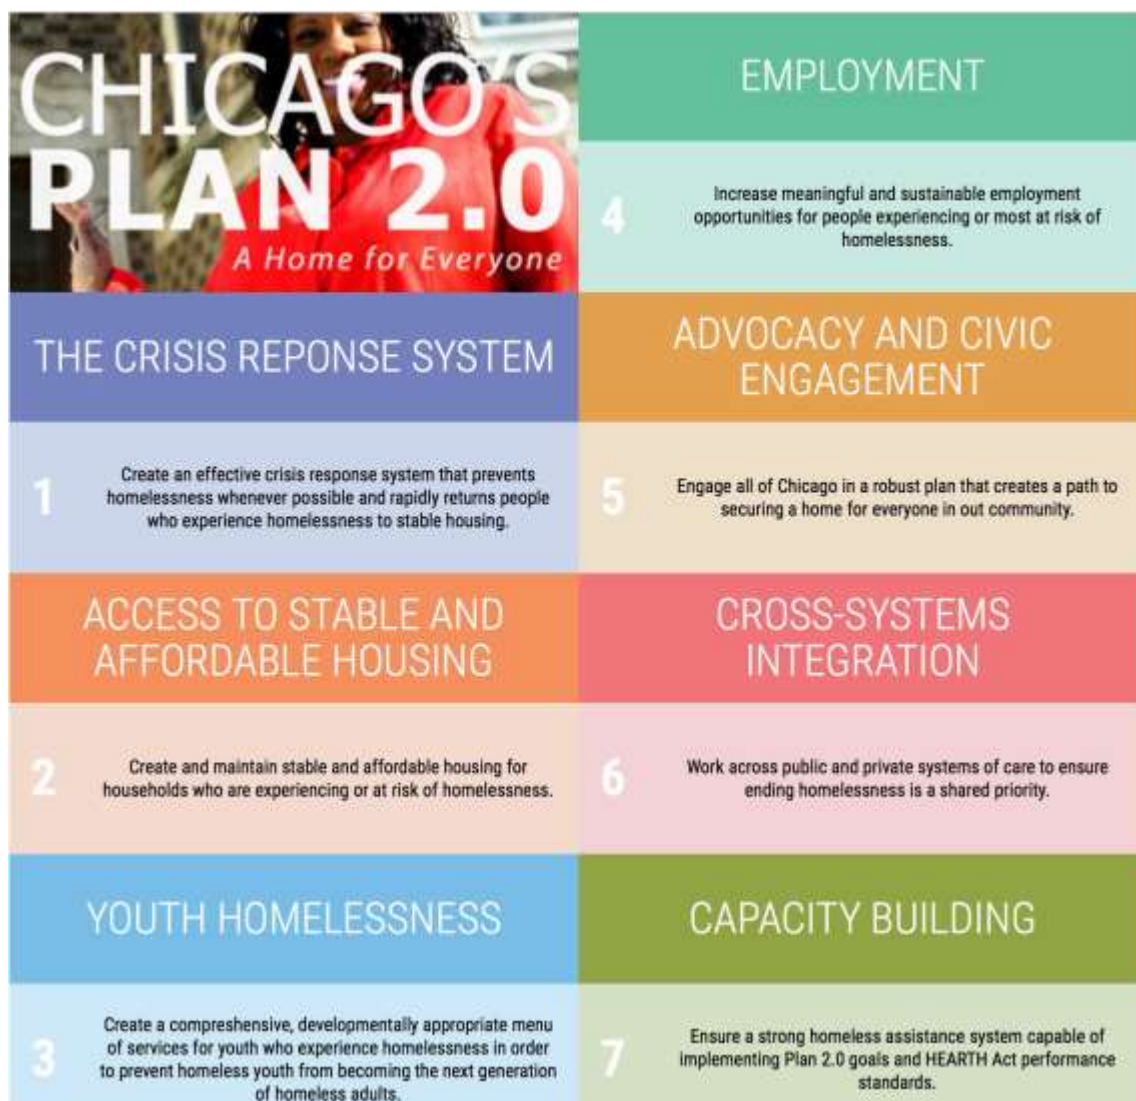 CHICAGO'S
PLAN 2.0
A Home for Everyone
THE CRISIS REPONSE SYSTEM
1
Create an effective crisis response system that prevents
homelessness whenever possible and rapidly returns people
who experience homelessness to stable housing.
ACCESS TO STABLE AND
AFFORDABLE HOUSING
2
Create and maintain stable and affordable housing for
households who are experiencing or at risk of homelessness.
YOUTH HOMELESSNESS
3
Create a compreshensive, developmentally appropriate menu
of services for youth who experience homelessness in order
to prevent homeless youth from becoming the next generation
of homeless adults.
EMPLOYMENT
4
Increase meaningful and sustainable employment
opportunities for people experiencing or most at risk of
homelessness.
ADVOCACY AND CIVIC
ENGAGEMENT
5
Engage all of Chicago in a robust plan that creates a path to
securing a home for everyone in out community.
CROSS-SYSTEMS
INTEGRATION
6
Work across public and private systems of care to ensure
ending homelessness is a shared priority.
CAPACITY BUILDING
7
Ensure a strong homeless assistance system capable of
implementing Plan 2.0 goals and HEARTH Act performance
standards.